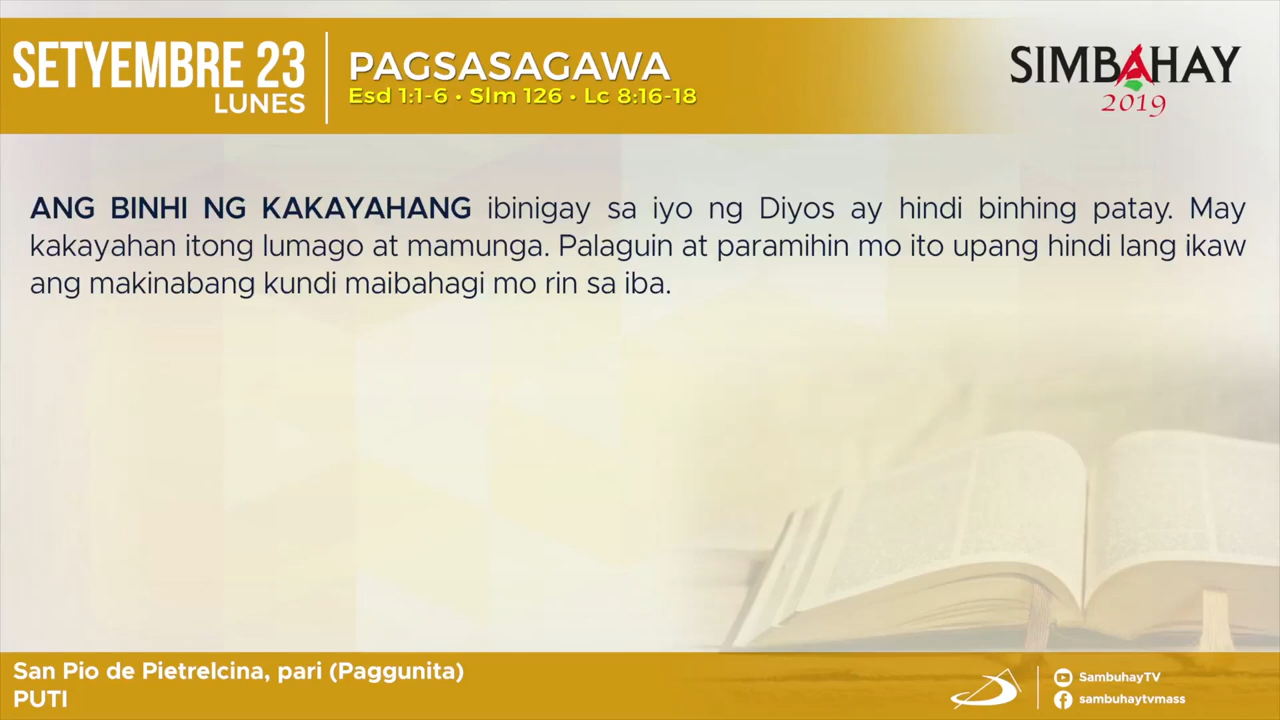 SETYEMBRE 23
LUNES
PAGSASAGAWA
Esd 1:1-6 • Slm 126 • Lc 8:16-18
SIMBAHAY
2019
ANG BINHI NG KAKAYAHANG ibinigay sa iyo ng Diyos ay hindi binhing patay. May
kakayahan itong lumago at mamunga. Palaguin at paramihin mo ito upang hindi lang ikaw
ang makinabang kundi maibahagi mo rin sa iba.
San Pio de Pietrelcina, pari (Paggunita)
PUTI
SambuhayTV
sambuhaytvmass